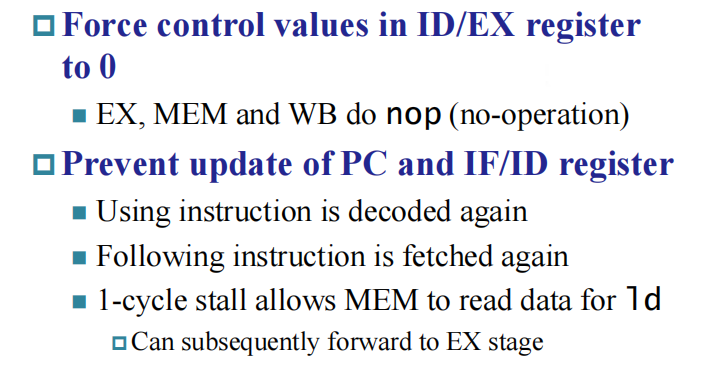 Force control values in ID/EX register
to 0
EX, MEM and WB do nop (no-operation)
Prevent update of PC and IF/ID register
Using instruction is decoded again
Following instruction is fetched again
1-cycle stall allows MEM to read data for ld
Can subsequently forward to EX stage